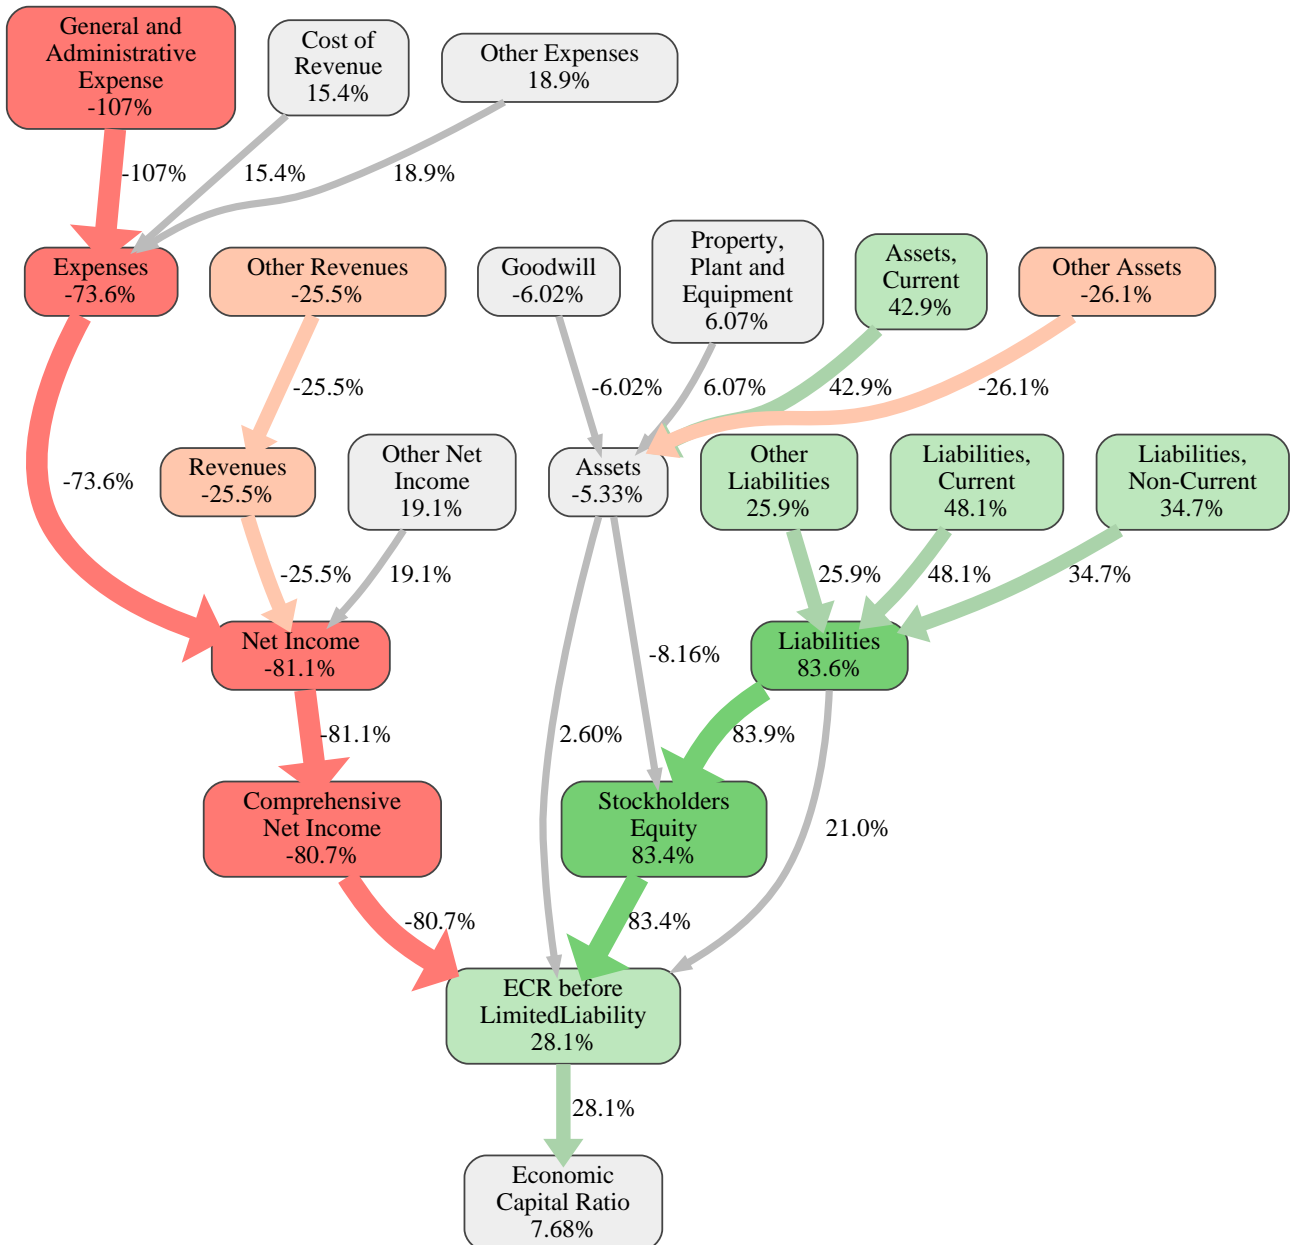 General and
Administrative
Expense
-107%
Cost of
Revenue
15.4%
Other Expenses
18.9%
-107%
15.4%
18.9%
Expenses
-73.6%
Other Revenues
-25.5%
Goodwill
-6.02%
Property,
Plant and
Equipment
6.07%
Assets,
Current
42.9%
Other Assets
-26.1%
-25.5%
-6.02%
6.07%
42.9%
-26.1%
-73.6%
Revenues
-25.5%
Other Net
Income
19.1%
Assets
-5.33%
Other
Liabilities
25.9%
Liabilities,
Current
48.1%
Liabilities,
Non-Current
34.7%
-25.5%
19.1%
25.9%
48.1%
34.7%
Net Income
-81.1%
-8.16%
Liabilities
83.6%
-81.1%
2.60%
83.9%
Comprehensive
Net Income
-80.7%
Stockholders
Equity
83.4%
21.0%
-80.7%
83.4%
ECR before
LimitedLiability
28.1%
28.1%
Economic
Capital Ratio
7.68%